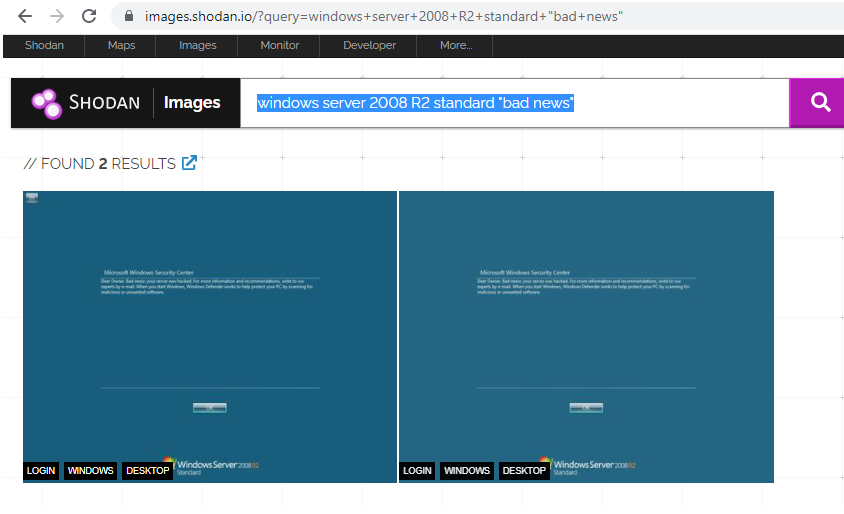 images.shodan.io/?query=windows+server+2008+R2+standard+"bad+news"
Shodan Maps Images Monitor Developer More...
SHODAN Images windows server 2008 R2 standard "bad news"
// FOUND 2 RESULTS
Microsoft Windows Security Center
Dear Owner. Bad news: your server was hacked. For more information and recommendations, write to our
experts by e-mail. When you start Windows, Windows Defender works to help protect your PC by scanning for
malicious or unwanted software.
OK
LOGIN WINDOWS DESKTOP
Windows Server 2008 R2
Standard
Microsoft Windows Security Center
Dear Owner. Bad news: your server was hacked. For more information and recommendations, write to our
experts by e-mail. When you start Windows, Windows Defender works to help protect your PC by scanning for
malicious or unwanted software.
OK
LOGIN WINDOWS DESKTOP
Windows Server 2008 R2
Standard